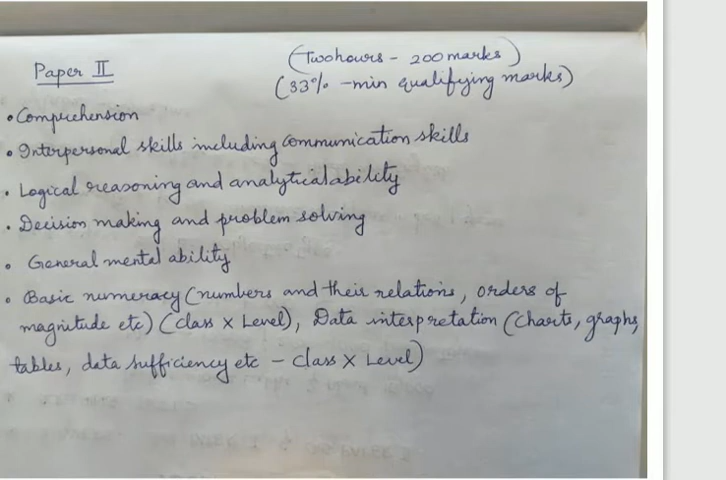 Paper II
(Two hours - 200 marks)
(33% - min qualifying marks)
• Comprehension
• Interpersonal skills including communication skills
• Logical reasoning and analytical ability
• Decision making and problem solving
• General mental ability
• Basic numeracy (numbers and their relations, orders of
magnitude etc) (class X Level), Data interpretation (charts, graphs,
tables, data sufficiency etc - class X Level)